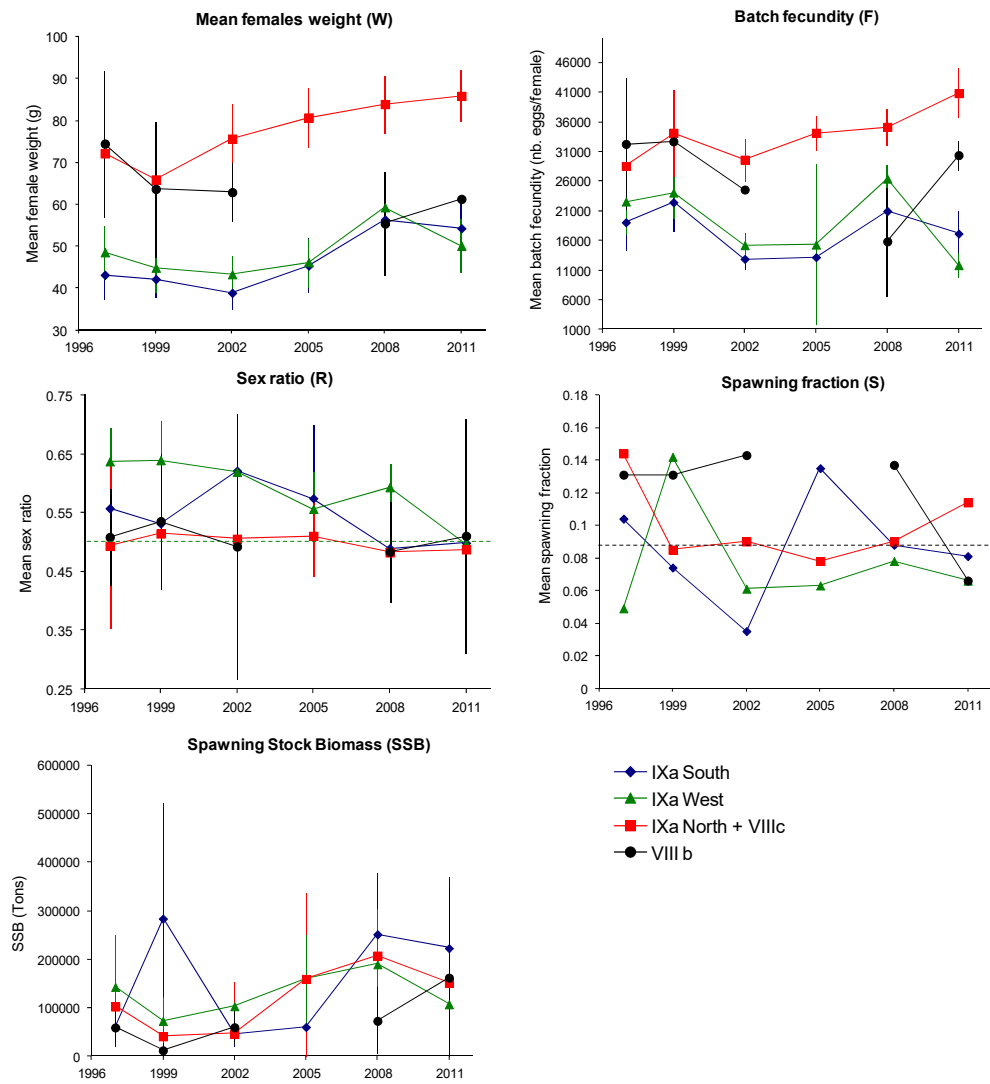 Mean females weight (W)
Mean female weight (g)
100
90
80
70
60
50
40
30
1996 1999 2002 2005 2008 2011
Batch fecundity (F)
Mean batch fecundity (nb. eggs/female)
46000
41000
36000
31000
26000
21000
16000
11000
6000
1000
1996 1999 2002 2005 2008 2011
Sex ratio (R)
Mean sex ratio
0.75
0.65
0.55
0.45
0.35
0.25
1996 1999 2002 2005 2008 2011
Spawning fraction (S)
Mean spawning fraction
0.18
0.16
0.14
0.12
0.1
0.08
0.06
0.04
0.02
0
1996 1999 2002 2005 2008 2011
Spawning Stock Biomass (SSB)
SSB (Tons)
600000
500000
400000
300000
200000
100000
0
1996 1999 2002 2005 2008 2011
IXa South
IXa West
IXa North + VIIIc
VIII b